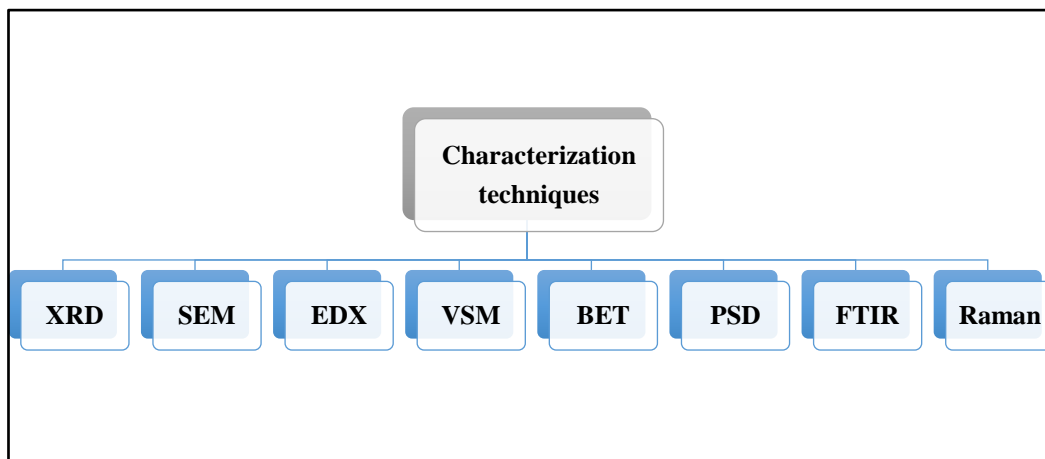 Characterization
techniques
XRD
SEM
EDX
VSM
BET
PSD
FTIR
Raman